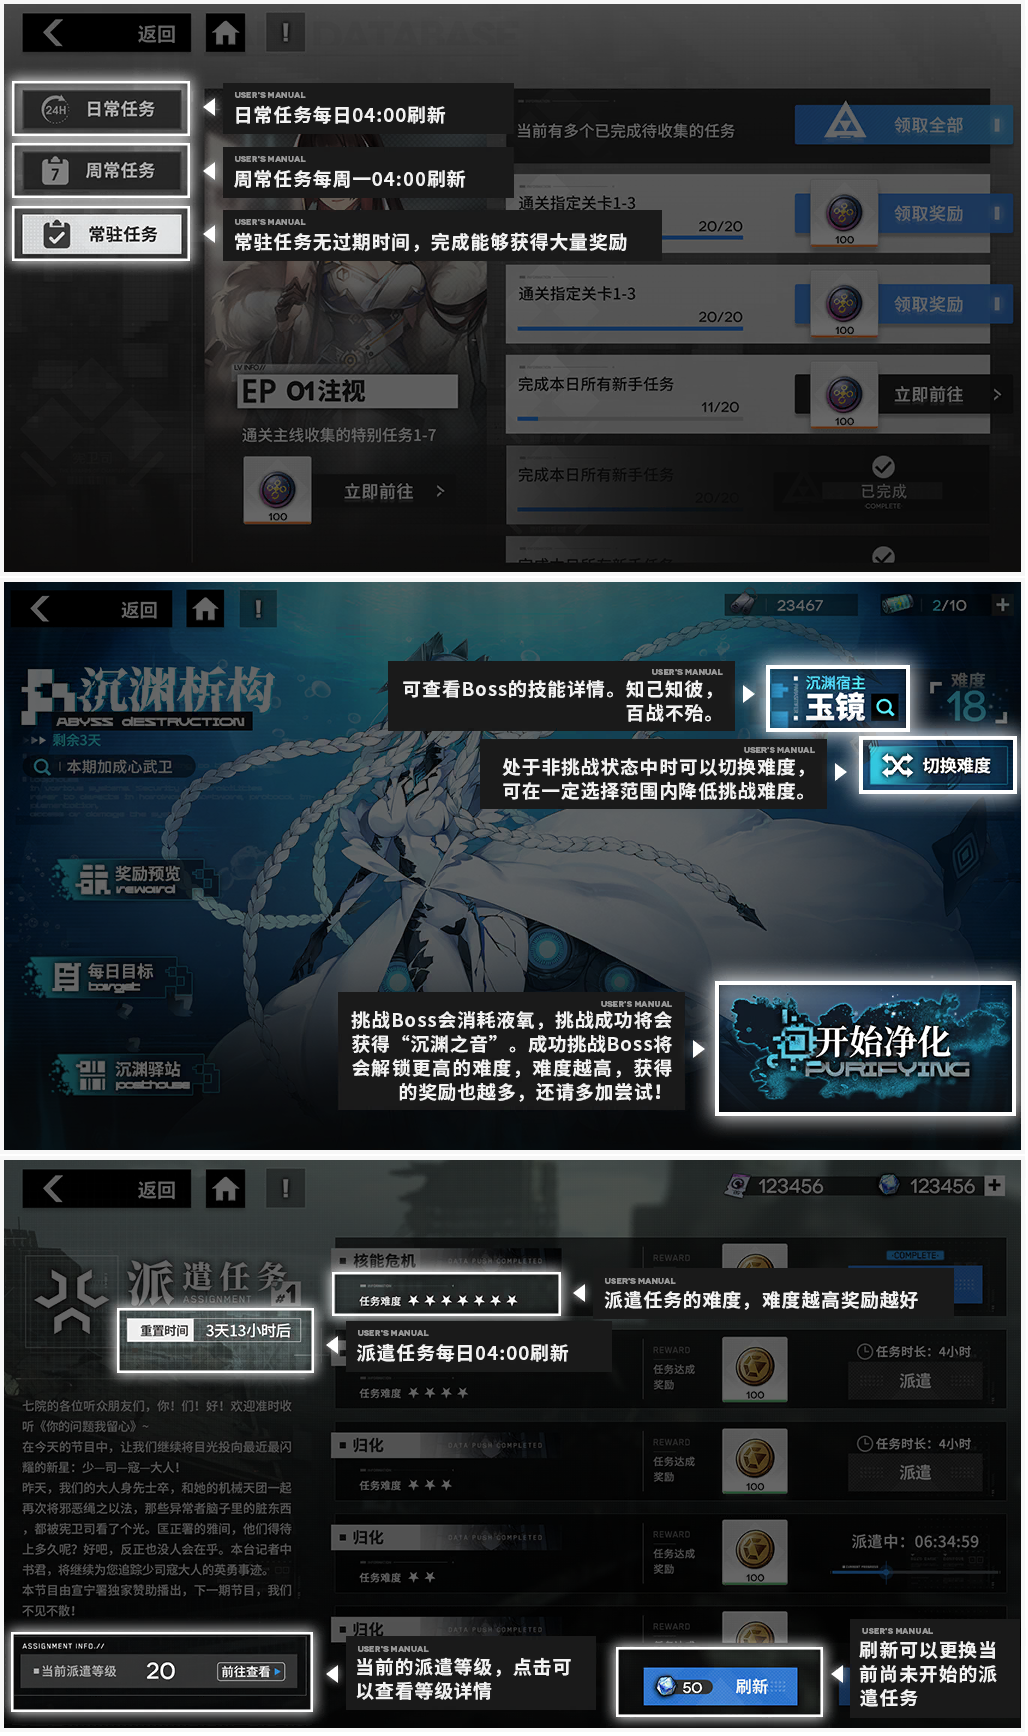 返回
DATABASE
24H 日常任务
USER'S MANUAL
日常任务每日04:00刷新
7 周常任务
USER'S MANUAL
周常任务每周一04:00刷新
常驻任务
USER'S MANUAL
常驻任务无过期时间，完成能够获得大量奖励
当前有多个已完成待收集的任务
领取全部
通关指定关卡1-3
20/20
100
领取奖励
通关指定关卡1-3
20/20
100
领取奖励
完成本日所有新手任务
11/20
100
立即前往
完成本日所有新手任务
20/20
已完成
COMPLETE
完成本日所有新手任务
LV INFO.//
EP 01注视
通关主线收集的特别任务1-7
100
立即前往
返回
23467
2/10
沉渊析构
ABYSS DESTRUCTION
剩余3天
本期加成心武卫
USER'S MANUAL
可查看Boss的技能详情。知己知彼，
百战不殆。
沉渊宿主
玉镜
难度
18
USER'S MANUAL
处于非挑战状态中时可以切换难度，
可在一定选择范围内降低挑战难度。
切换难度
奖励预览
reward
每日目标
target
沉渊驿站
posthouse
USER'S MANUAL
挑战Boss会消耗液氧，挑战成功将会
获得“沉渊之音”。成功挑战Boss将
会解锁更高的难度，难度越高，获得
的奖励也越多，还请多加尝试！
开始净化
PURIFYING
返回
123456
123456
派遣任务
ASSIGNMENT
#1
重置时间 3天13小时后
USER'S MANUAL
派遣任务每日04:00刷新
核能危机
DATA PUSH COMPLETED
任务难度 ★ ★ ★ ★ ★ ★ ★
USER'S MANUAL
派遣任务的难度，难度越高奖励越好
REWARD
COMPLETE
任务难度 ★ ★ ★ ★
REWARD
任务达成
奖励
100
任务时长：4小时
派遣
归化
DATA PUSH COMPLETED
任务难度 ★ ★ ★
REWARD
任务达成
奖励
100
任务时长：4小时
派遣
归化
DATA PUSH COMPLETED
任务难度 ★ ★
REWARD
任务达成
奖励
100
派遣中：06:34:59
归化
DATA PUSH COMPLETED
REWARD
七院的各位听众朋友们，你！们！好！欢迎准时收
听《你的问题我留心》~
在今天的节目中，让我们继续将目光投向最近最闪
耀的新星：少—司—寇—大人！
昨天，我们的大人身先士卒，和她的机械天团一起
再次将邪恶绳之以法，那些异常者脑子里的脏东西
，都被宪卫司看了个光。匡正署的雅间，他们得待
上多久呢？好吧，反正也没人会在乎。本台记者中
书君，将继续为您追踪少司寇大人的英勇事迹。
本节目由宣宁署独家赞助播出，下一期节目，我们
不见不散！
ASSIGNMENT INFO.//
当前派遣等级 20 前往查看
USER'S MANUAL
当前的派遣等级，点击可
以查看等级详情
50 刷新
USER'S MANUAL
刷新可以更换当
前尚未开始的派
遣任务